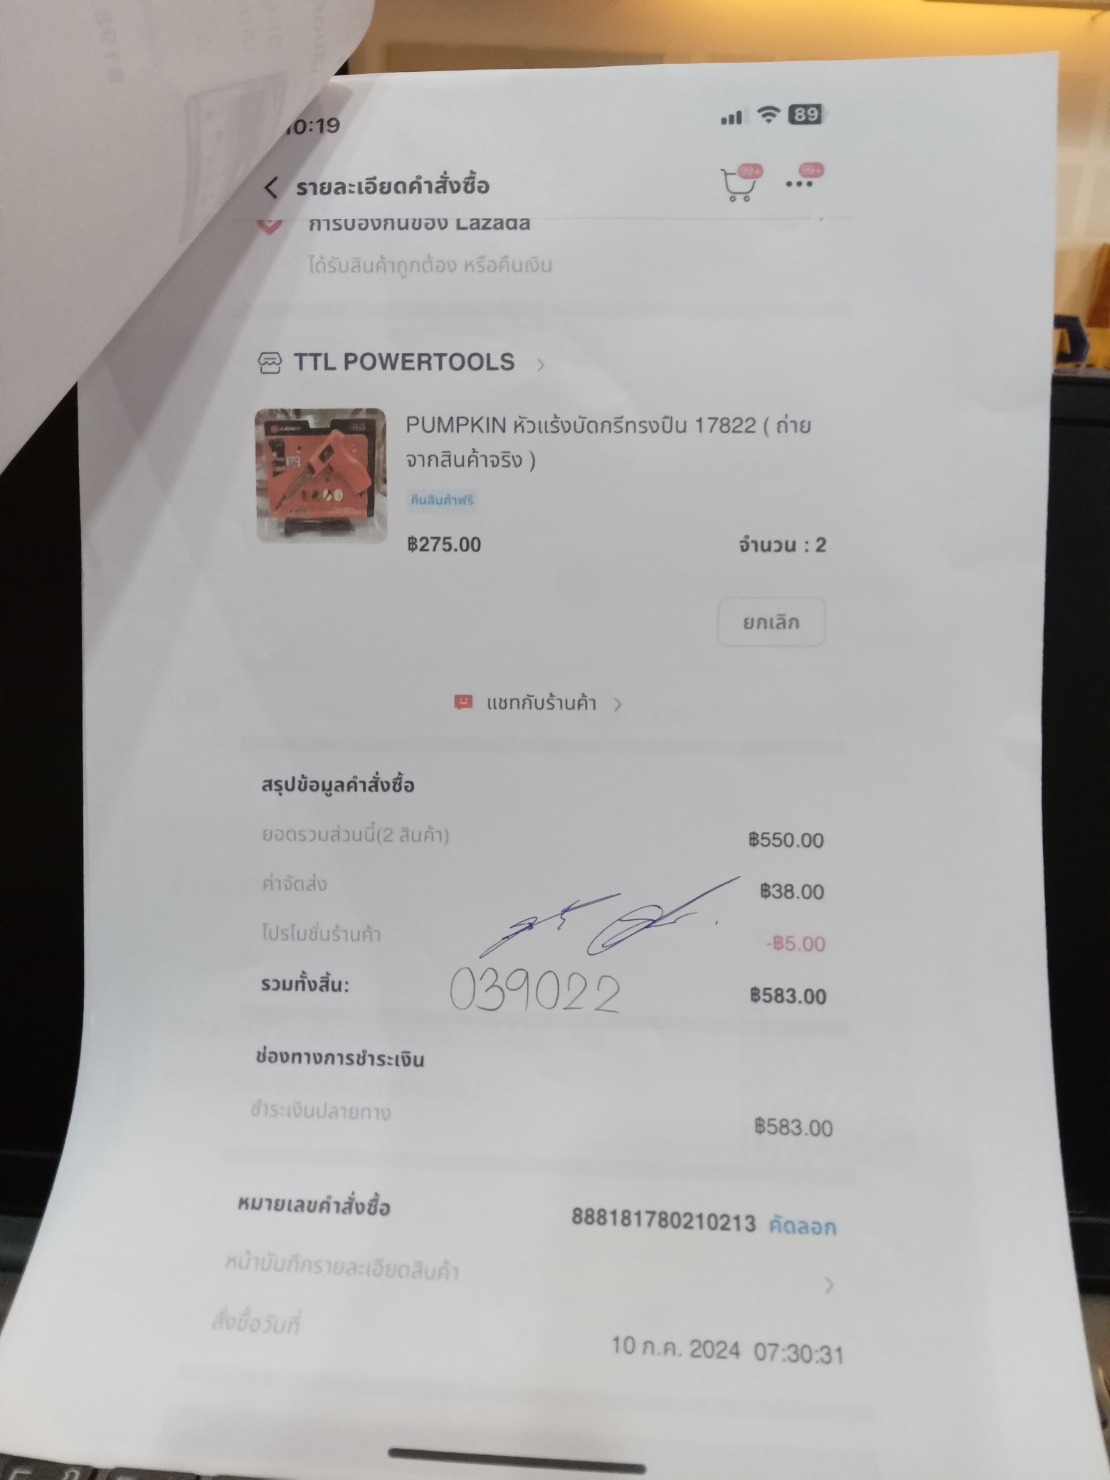 10:19
89
รายละเอียดคำสั่งซื้อ
99+
99+
การป้องกันของ Lazada
ได้รับสินค้าถูกต้อง หรือคืนเงิน
TTL POWERTOOLS
PUMPKIN หัวแร้งบัดกรีทรงปืน 17822 ( ถ่าย
จากสินค้าจริง )
คืนสินค้าฟรี
฿275.00 จำนวน : 2
ยกเลิก
แชทกับร้านค้า
สรุปข้อมูลคำสั่งซื้อ
ยอดรวมส่วนนี้(2 สินค้า) ฿550.00
ค่าจัดส่ง ฿38.00
โปรโมชั่นร้านค้า -฿5.00
รวมทั้งสิ้น: 039022 ฿583.00
ช่องทางการชำระเงิน
ชำระเงินปลายทาง ฿583.00
หมายเลขคำสั่งซื้อ 888181780210213 คัดลอก
หน้าบันทึกรายละเอียดสินค้า
สั่งซื้อวันที่ 10 ก.ค. 2024 07:30:31